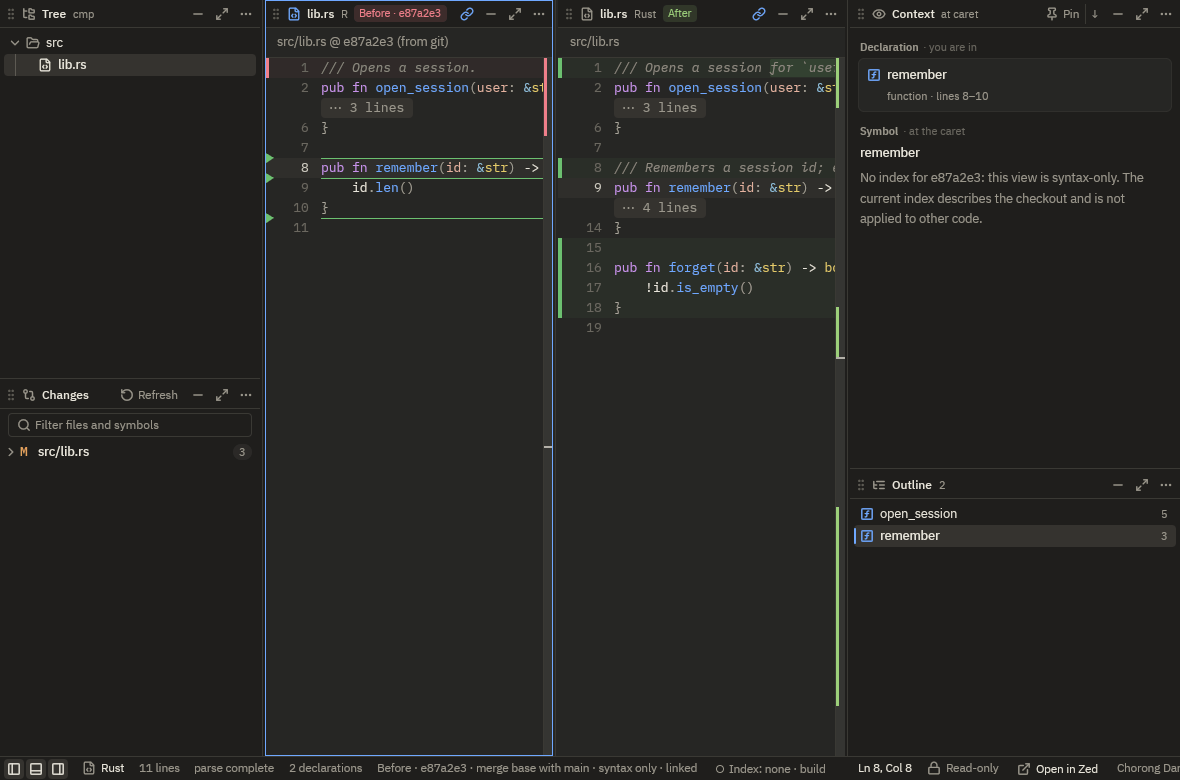 Tree cmp
src
lib.rs
Changes Refresh
Filter files and symbols
M src/lib.rs 3
lib.rs R Before · e87a2e3
src/lib.rs @ e87a2e3 (from git)
1 /// Opens a session.
2 pub fn open_session(user: &st
··· 3 lines
6 }
7
8 pub fn remember(id: &str) ->
9 id.len()
10 }
11
lib.rs Rust After
src/lib.rs
1 /// Opens a session for `use
2 pub fn open_session(user: &s
··· 3 lines
6 }
7
8 /// Remembers a session id;
9 pub fn remember(id: &str) ->
··· 4 lines
14 }
15
16 pub fn forget(id: &str) -> bo
17 !id.is_empty()
18 }
19
Context at caret Pin ↓
Declaration · you are in
remember
function · lines 8–10
Symbol · at the caret
remember
No index for e87a2e3: this view is syntax-only. The
current index describes the checkout and is not
applied to other code.
Outline 2
open_session 5
remember 3
Rust 11 lines parse complete 2 declarations Before · e87a2e3 · merge base with main · syntax only · linked Index: none · build Ln 8, Col 8 Read-only Open in Zed Chorong Dar